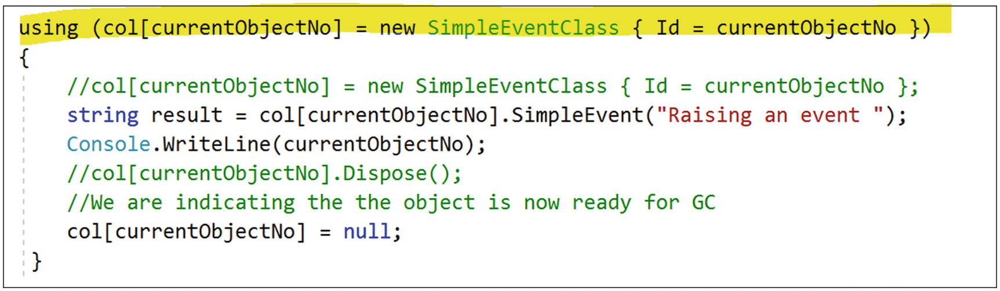 using (col[currentObjectNo] = new SimpleEventClass { Id = currentObjectNo })
{
//col[currentObjectNo] = new SimpleEventClass { Id = currentObjectNo };
string result = col[currentObjectNo].SimpleEvent("Raising an event ");
Console.WriteLine(currentObjectNo);
//col[currentObjectNo].Dispose();
//We are indicating the the object is now ready for GC
col[currentObjectNo] = null;
}